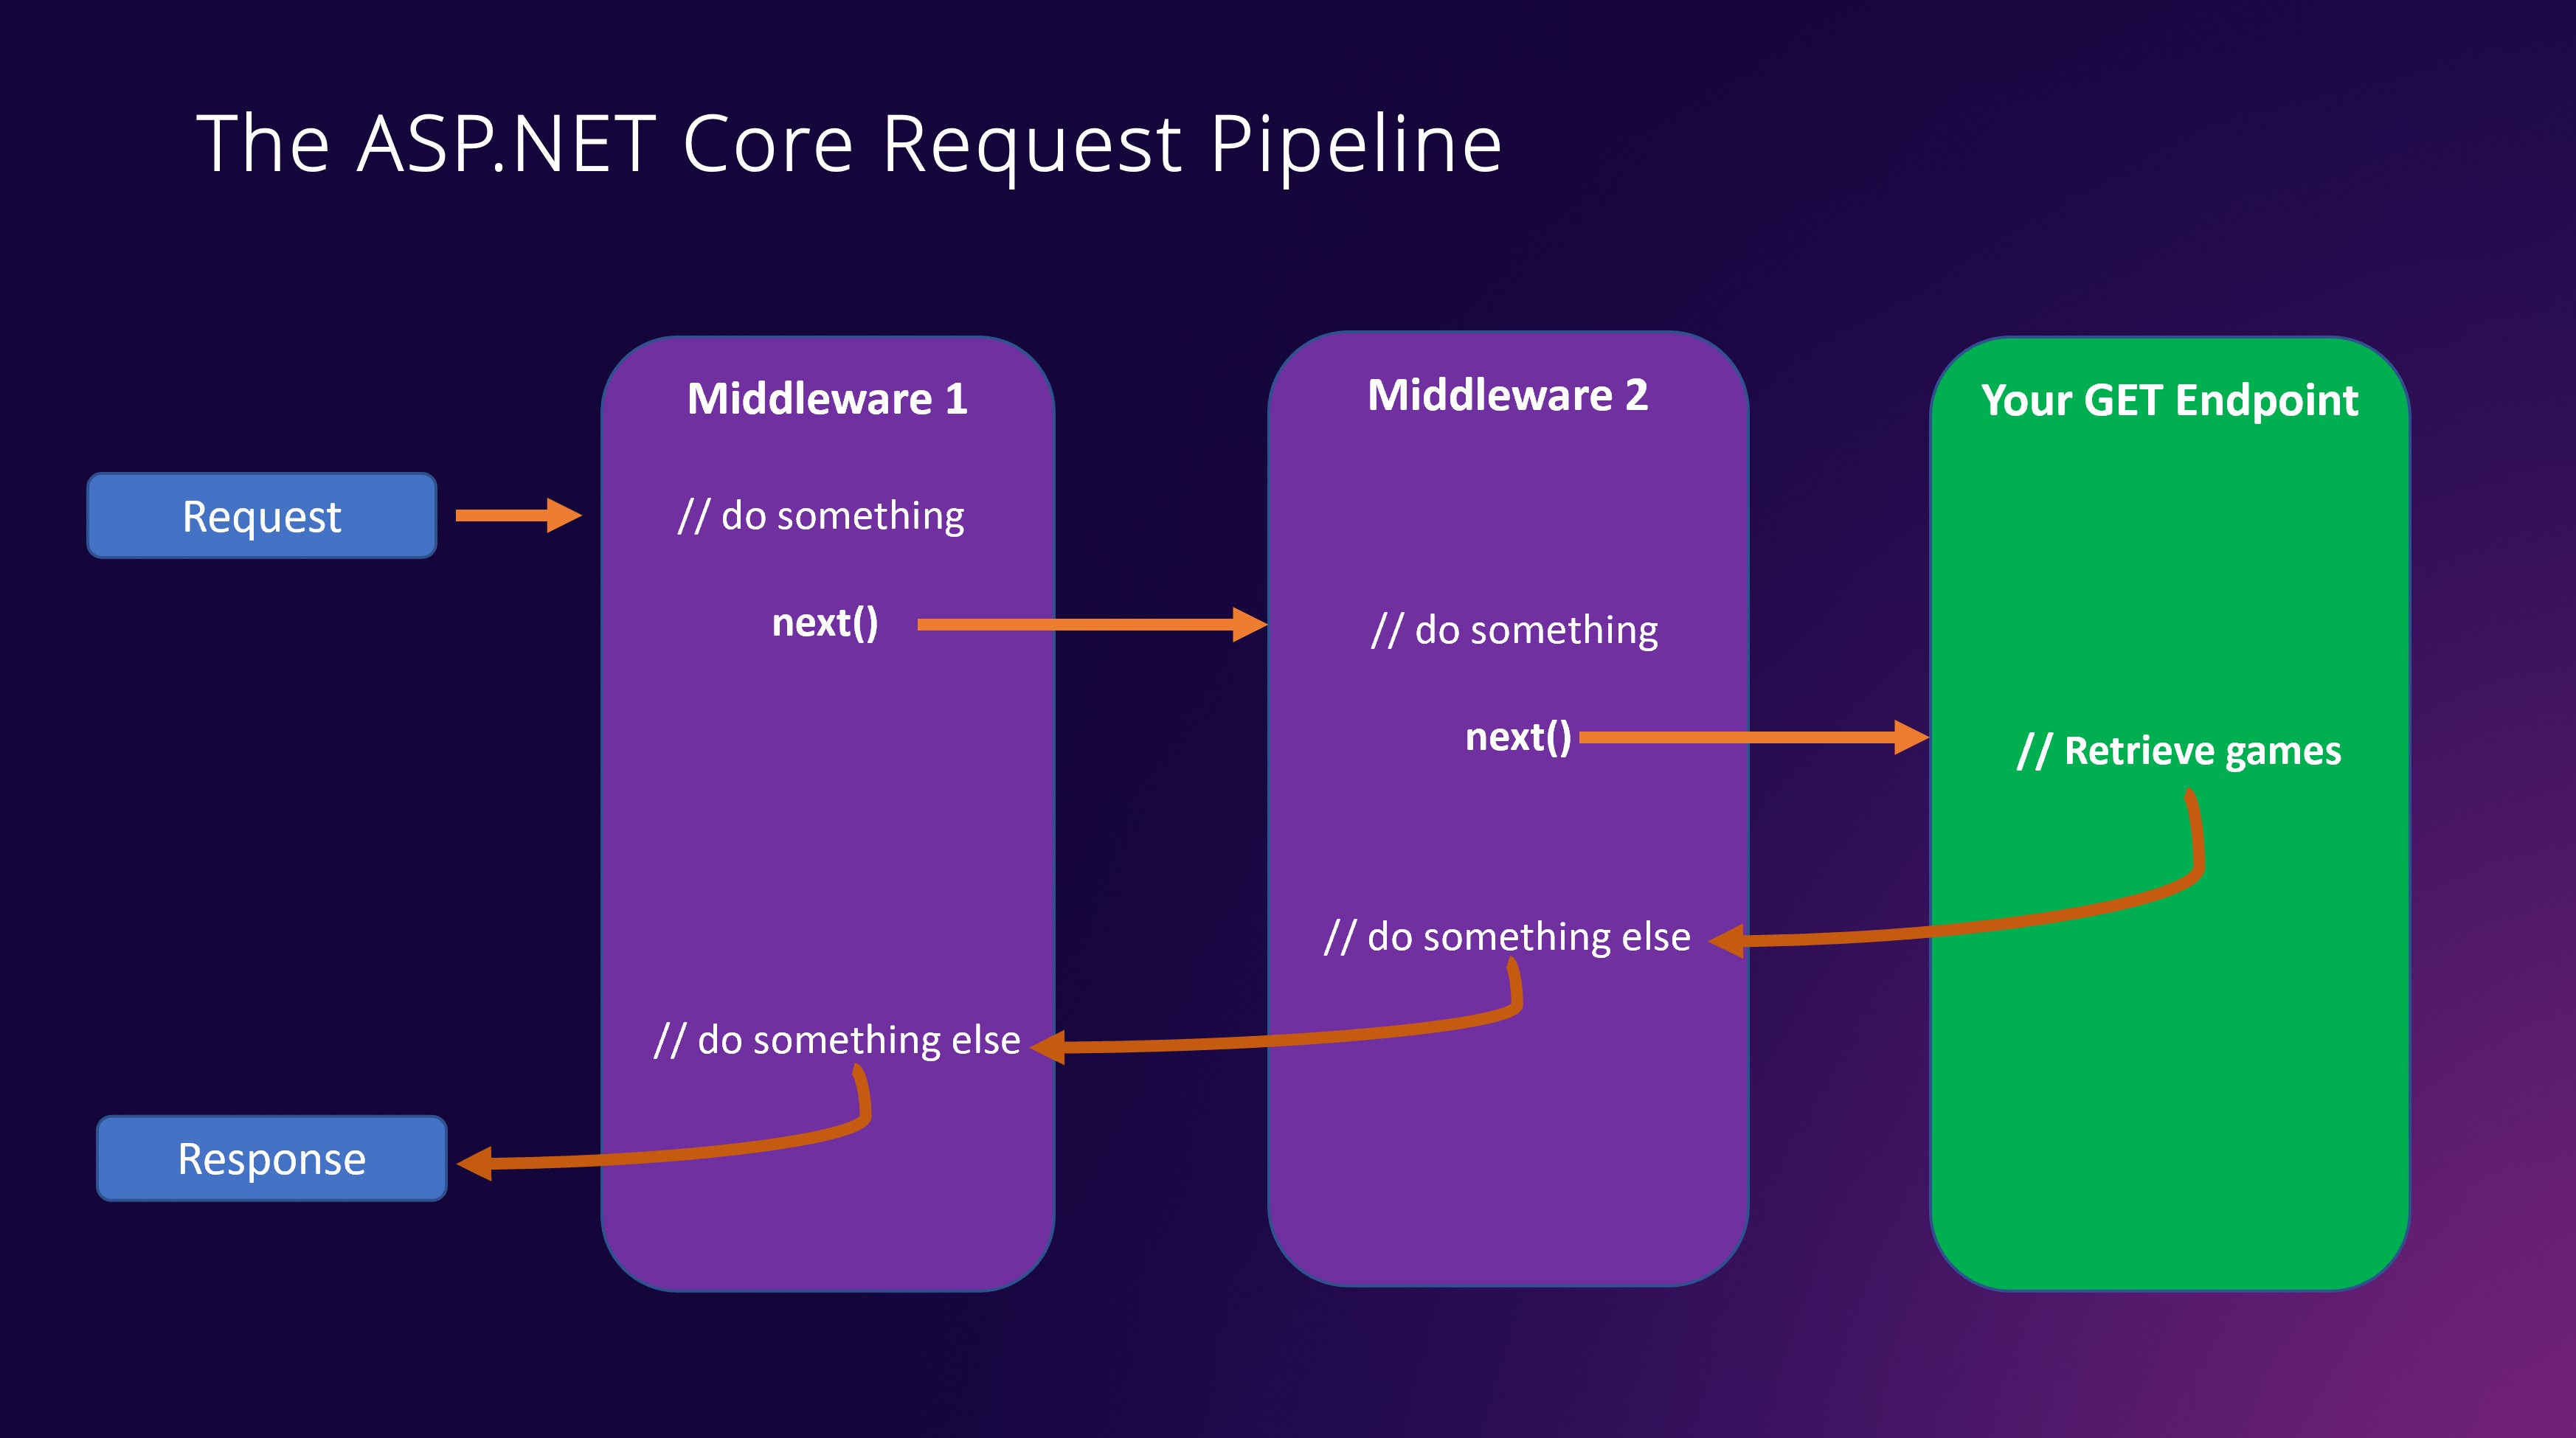 The ASP.NET Core Request Pipeline
Middleware 1
Middleware 2
Your GET Endpoint
Request
// do something
next()
// do something
next()
// Retrieve games
// do something else
// do something else
Response